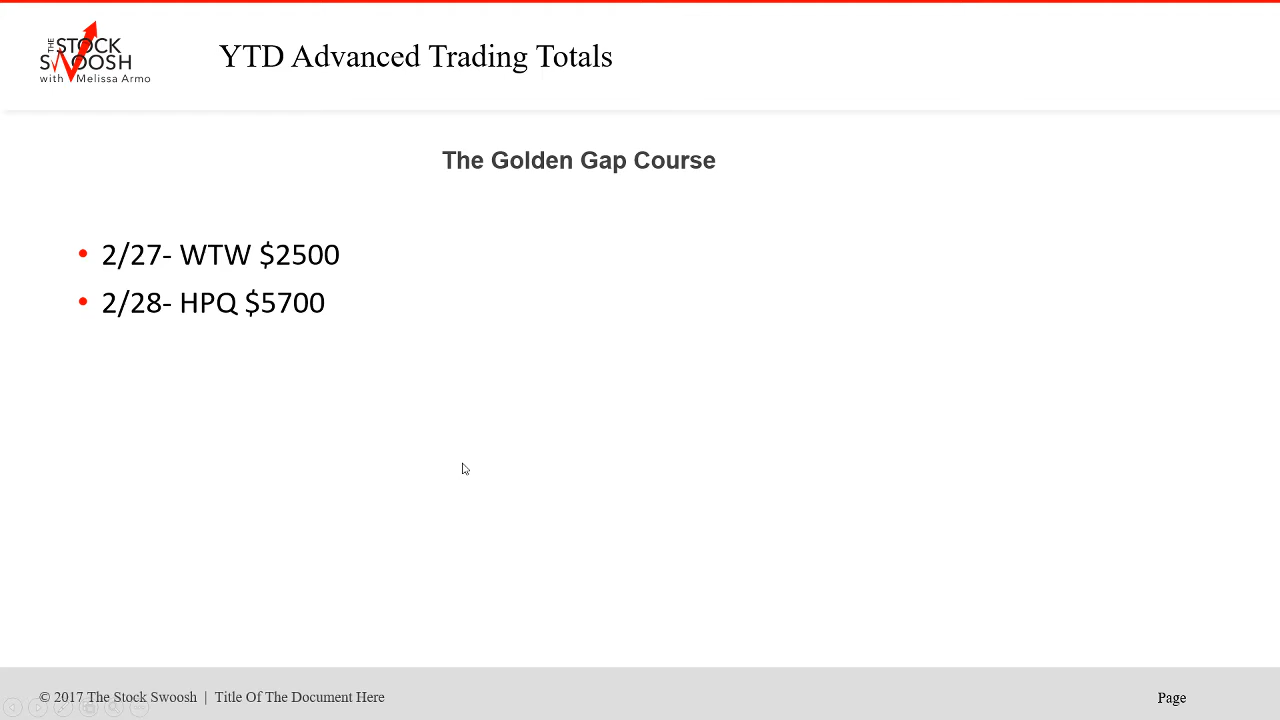 THE STOCK
SWOOSH
with Melissa Armo
YTD Advanced Trading Totals
The Golden Gap Course
• 2/27- WTW $2500
• 2/28- HPQ $5700
© 2017 The Stock Swoosh | Title Of The Document Here
Page